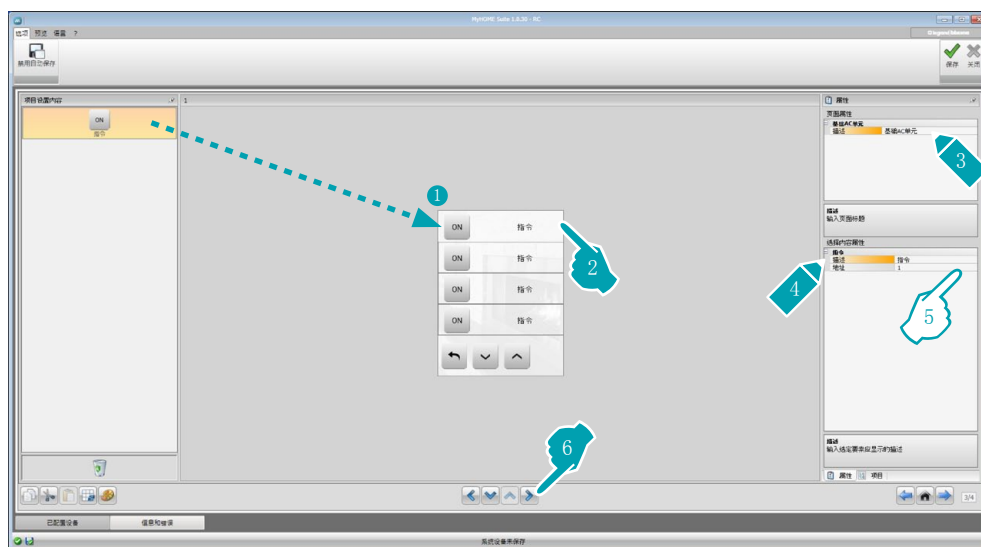 MyHOME Suite 1.0.30 - RC
选项 预览 语言 ?
禁用自动保存
保存 关闭
项目设置内容
1
ON
指令
1
ON 指令
2
ON 指令
ON 指令
ON 指令
属性
页面属性
基础AC单元
描述 基础AC单元
3
描述
输入页面标题
选择内容属性
指令
描述 指令
地址 1
4
5
描述
输入选定要素应显示的描述
属性 项目
6
3/4
已配置设备 信息和错误
系统设备未保存